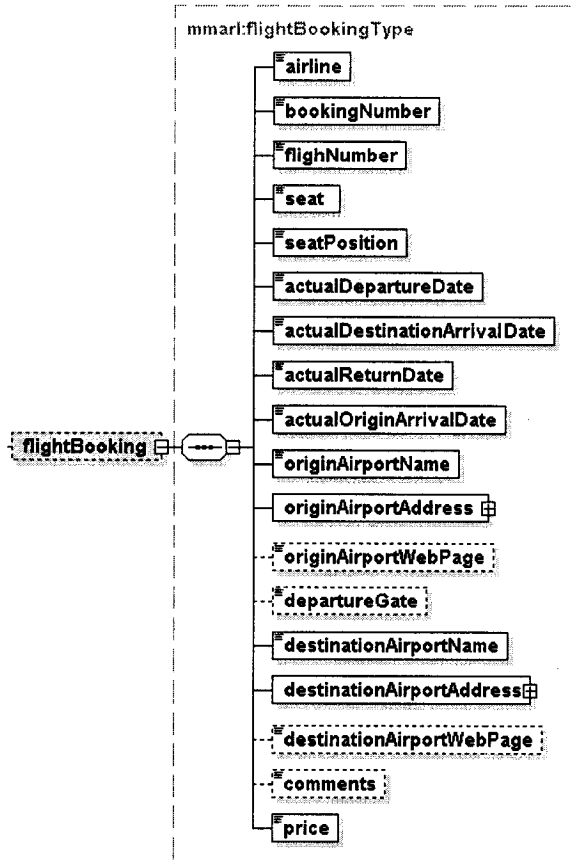 mmarl:flightBookingType
airline
bookingNumber
flighNumber
seat
seatPosition
actualDepartureDate
actualDestinationArrivalDate
actualReturnDate
actualOriginArrivalDate
flightBooking
originAirportName
originAirportAddress
originAirportWebPage
departureGate
destinationAirportName
destinationAirportAddress
destinationAirportWebPage
comments
price